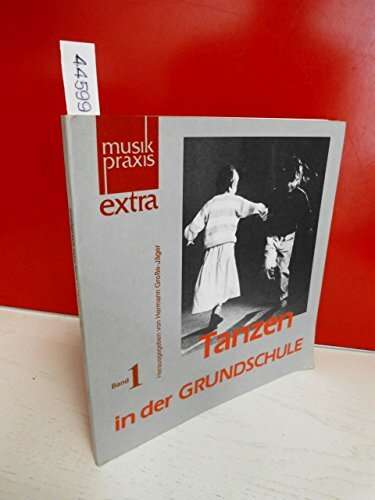 44599
musik
praxis
extra
Herausgegeben von Hermann Große-Jäger
Band 1
Tanzen
in der GRUNDSCHULE